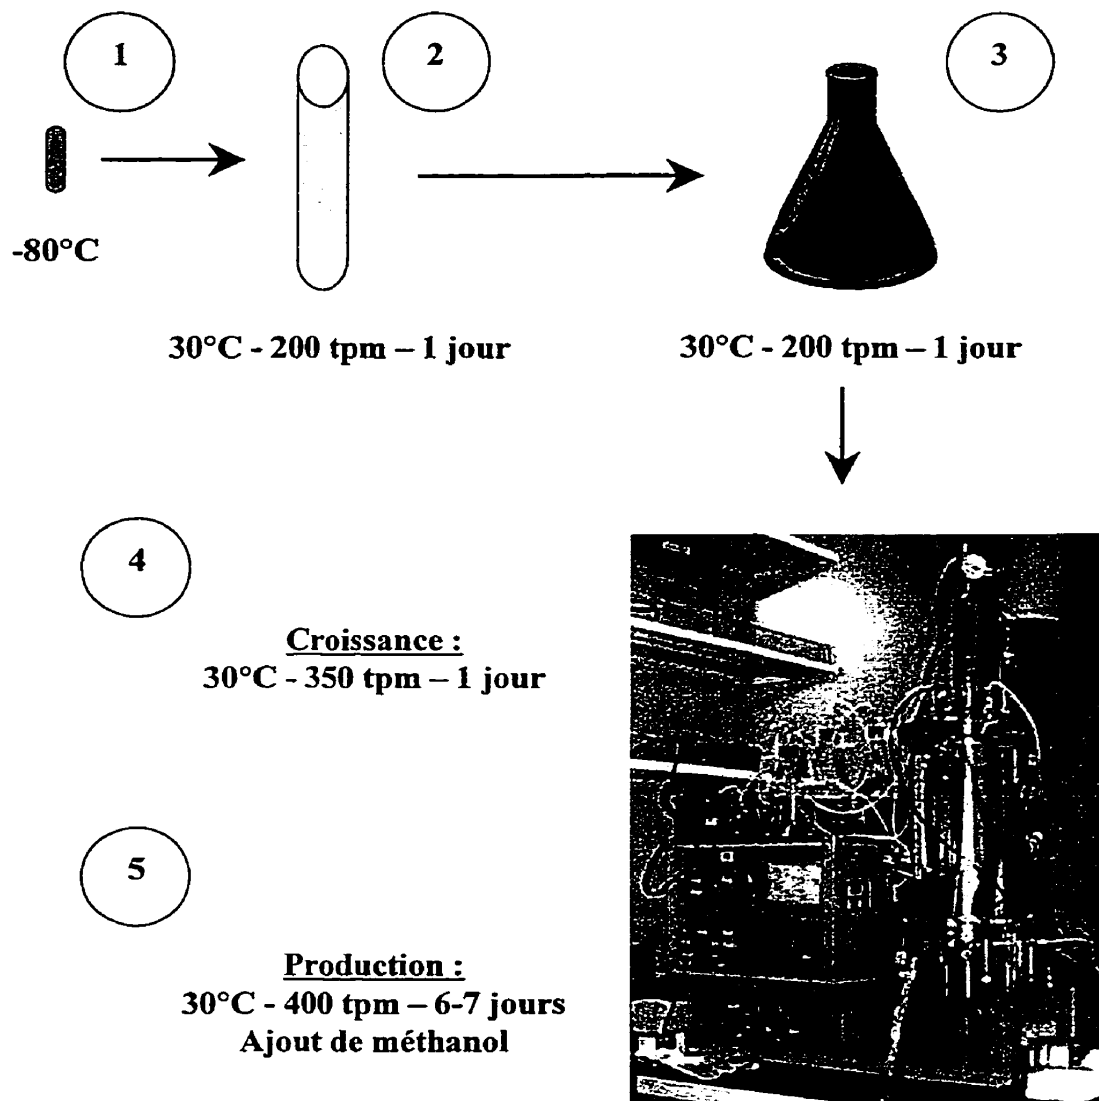 1
2
3
-80°C
30°C - 200 tpm – 1 jour
30°C - 200 tpm – 1 jour
4
Croissance :
30°C - 350 tpm – 1 jour
5
Production :
30°C - 400 tpm – 6-7 jours
Ajout de méthanol